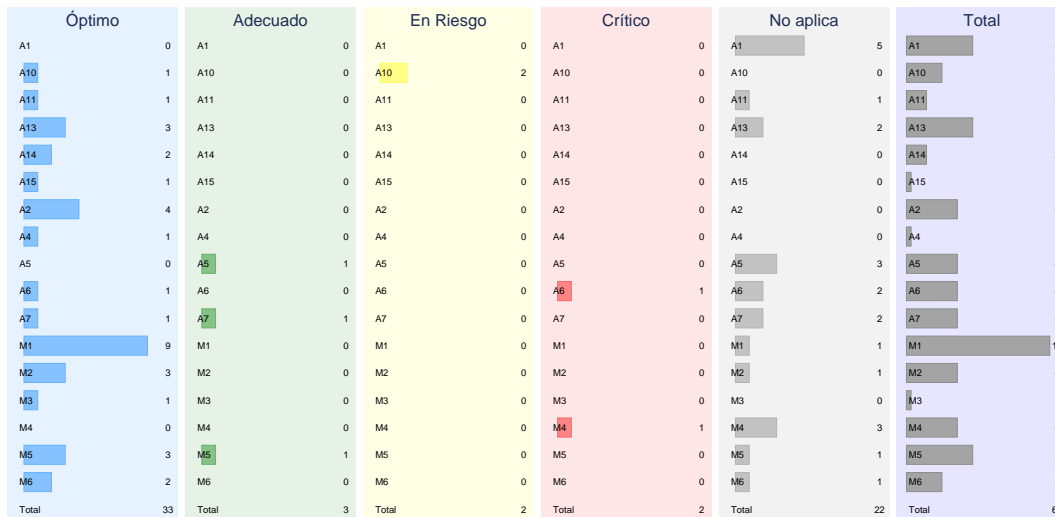 Óptimo Adecuado En Riesgo Crítico No aplica Total
A1 0 A1 0 A1 0 A1 0 A1 5 A1
A10 1 A10 0 A10 2 A10 0 A10 0 A10
A11 1 A11 0 A11 0 A11 0 A11 1 A11
A13 3 A13 0 A13 0 A13 0 A13 2 A13
A14 2 A14 0 A14 0 A14 0 A14 0 A14
A15 1 A15 0 A15 0 A15 0 A15 0 A15
A2 4 A2 0 A2 0 A2 0 A2 0 A2
A4 1 A4 0 A4 0 A4 0 A4 0 A4
A5 0 A5 1 A5 0 A5 0 A5 3 A5
A6 1 A6 0 A6 0 A6 1 A6 2 A6
A7 1 A7 1 A7 0 A7 0 A7 2 A7
M1 9 M1 0 M1 0 M1 0 M1 1 M1
M2 3 M2 0 M2 0 M2 0 M2 1 M2
M3 1 M3 0 M3 0 M3 0 M3 0 M3
M4 0 M4 0 M4 0 M4 1 M4 3 M4
M5 3 M5 1 M5 0 M5 0 M5 1 M5
M6 2 M6 0 M6 0 M6 0 M6 1 M6
Total 33 Total 3 Total 2 Total 2 Total 22 Total